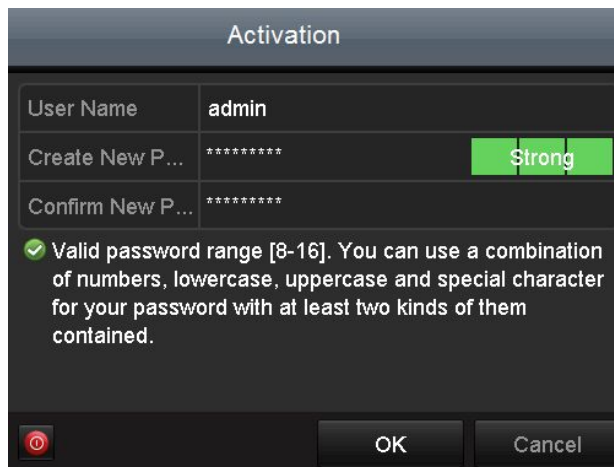 Activation
User Name admin
Create New P... ********* Strong
Confirm New P... *********
Valid password range [8-16]. You can use a combination
of numbers, lowercase, uppercase and special character
for your password with at least two kinds of them
contained.
OK Cancel